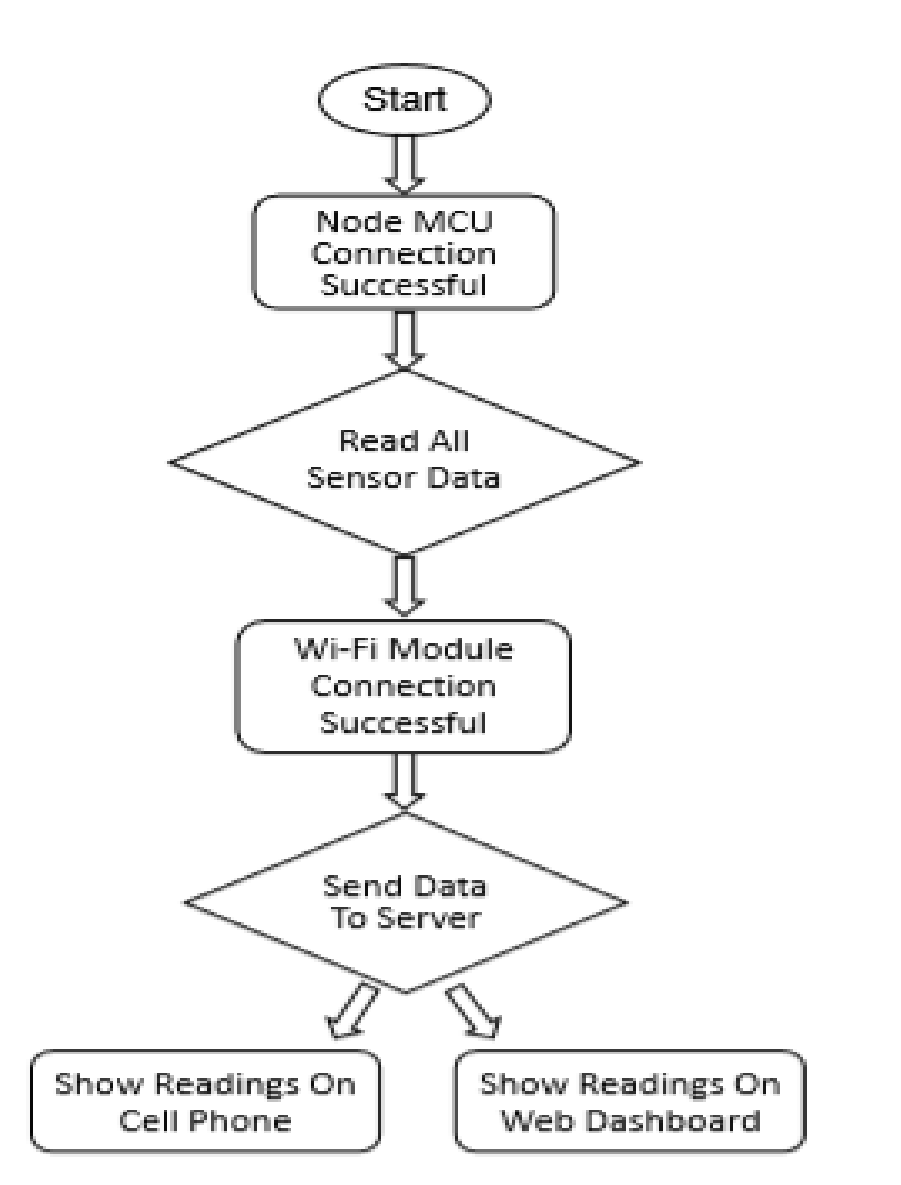 Start
Node MCU
Connection
Successful
Read All
Sensor Data
Wi-Fi Module
Connection
Successful
Send Data
To Server
Show Readings On
Cell Phone
Show Readings On
Web Dashboard